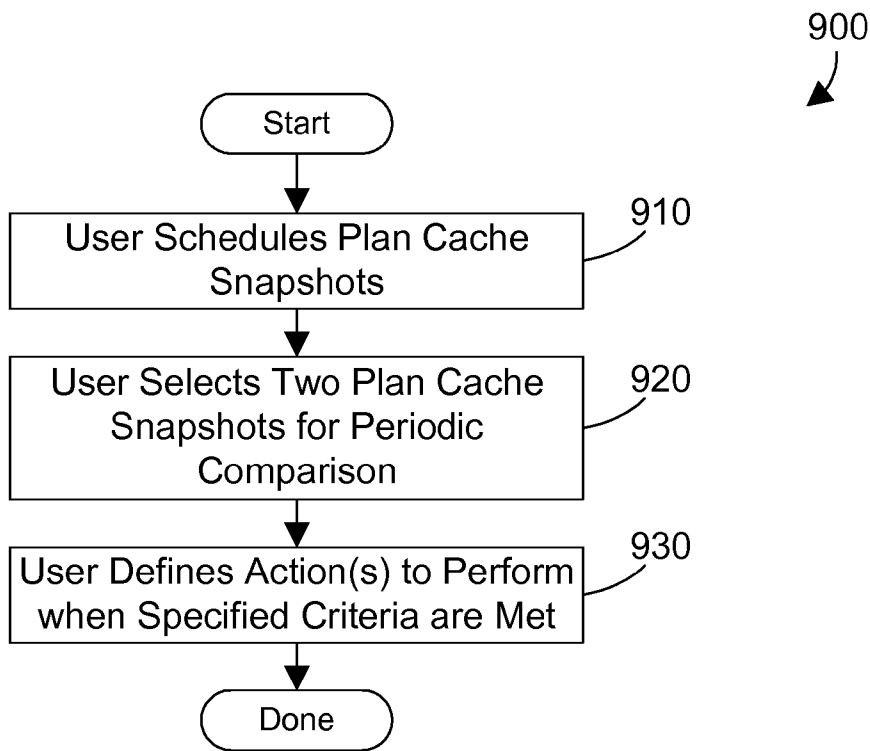 900
Start
User Schedules Plan Cache
Snapshots
910
User Selects Two Plan Cache
Snapshots for Periodic
Comparison
920
User Defines Action(s) to Perform
when Specified Criteria are Met
930
Done